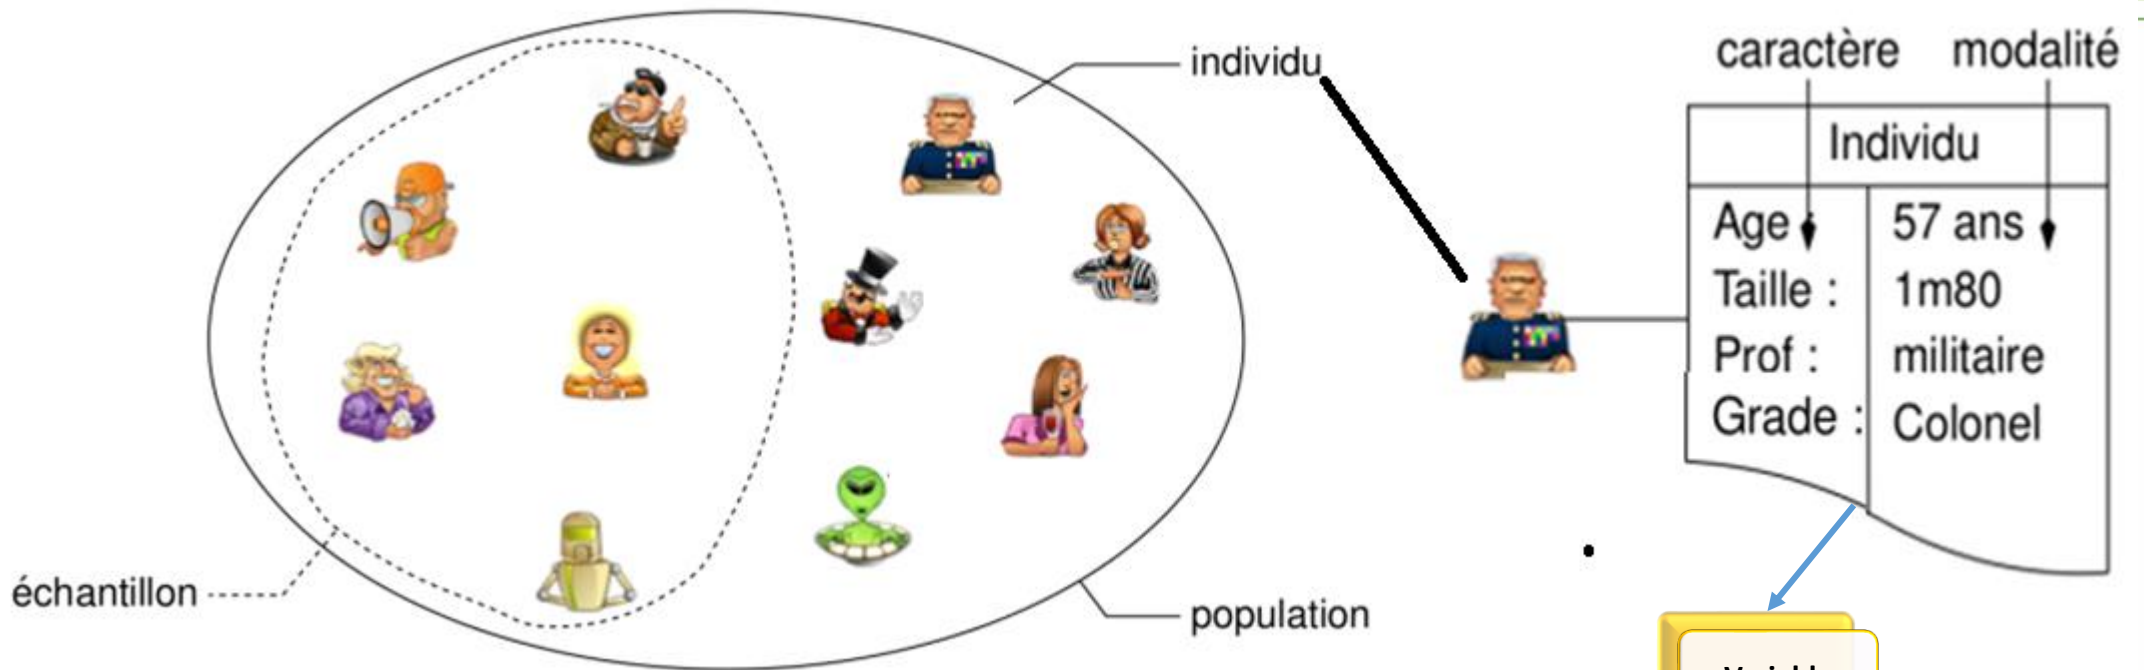 individu
échantillon
population
caractère modalité
Individu
Age : 57 ans
Taille : 1m80
Prof : militaire
Grade : Colonel